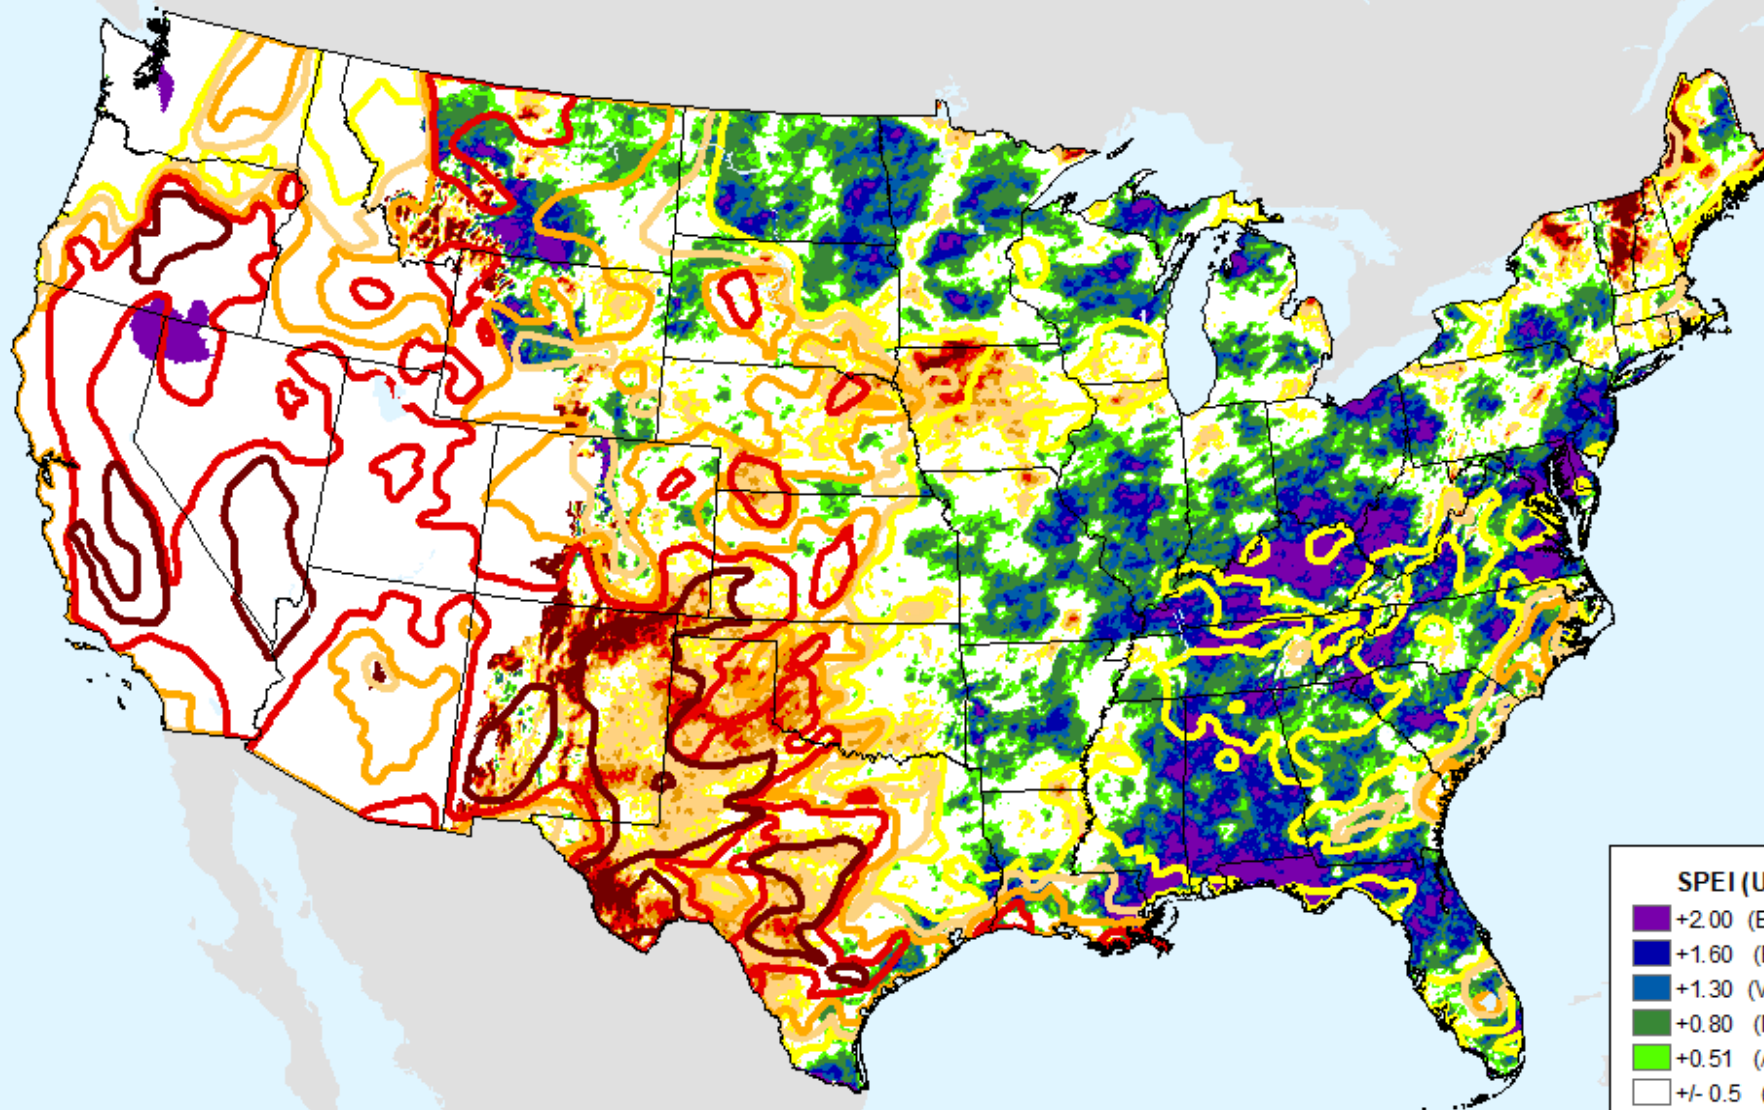 SPEI (U
+2.00 (E
+1.60 (
+1.30 (V
+0.80 (
+0.51 (
+/- 0.5 (